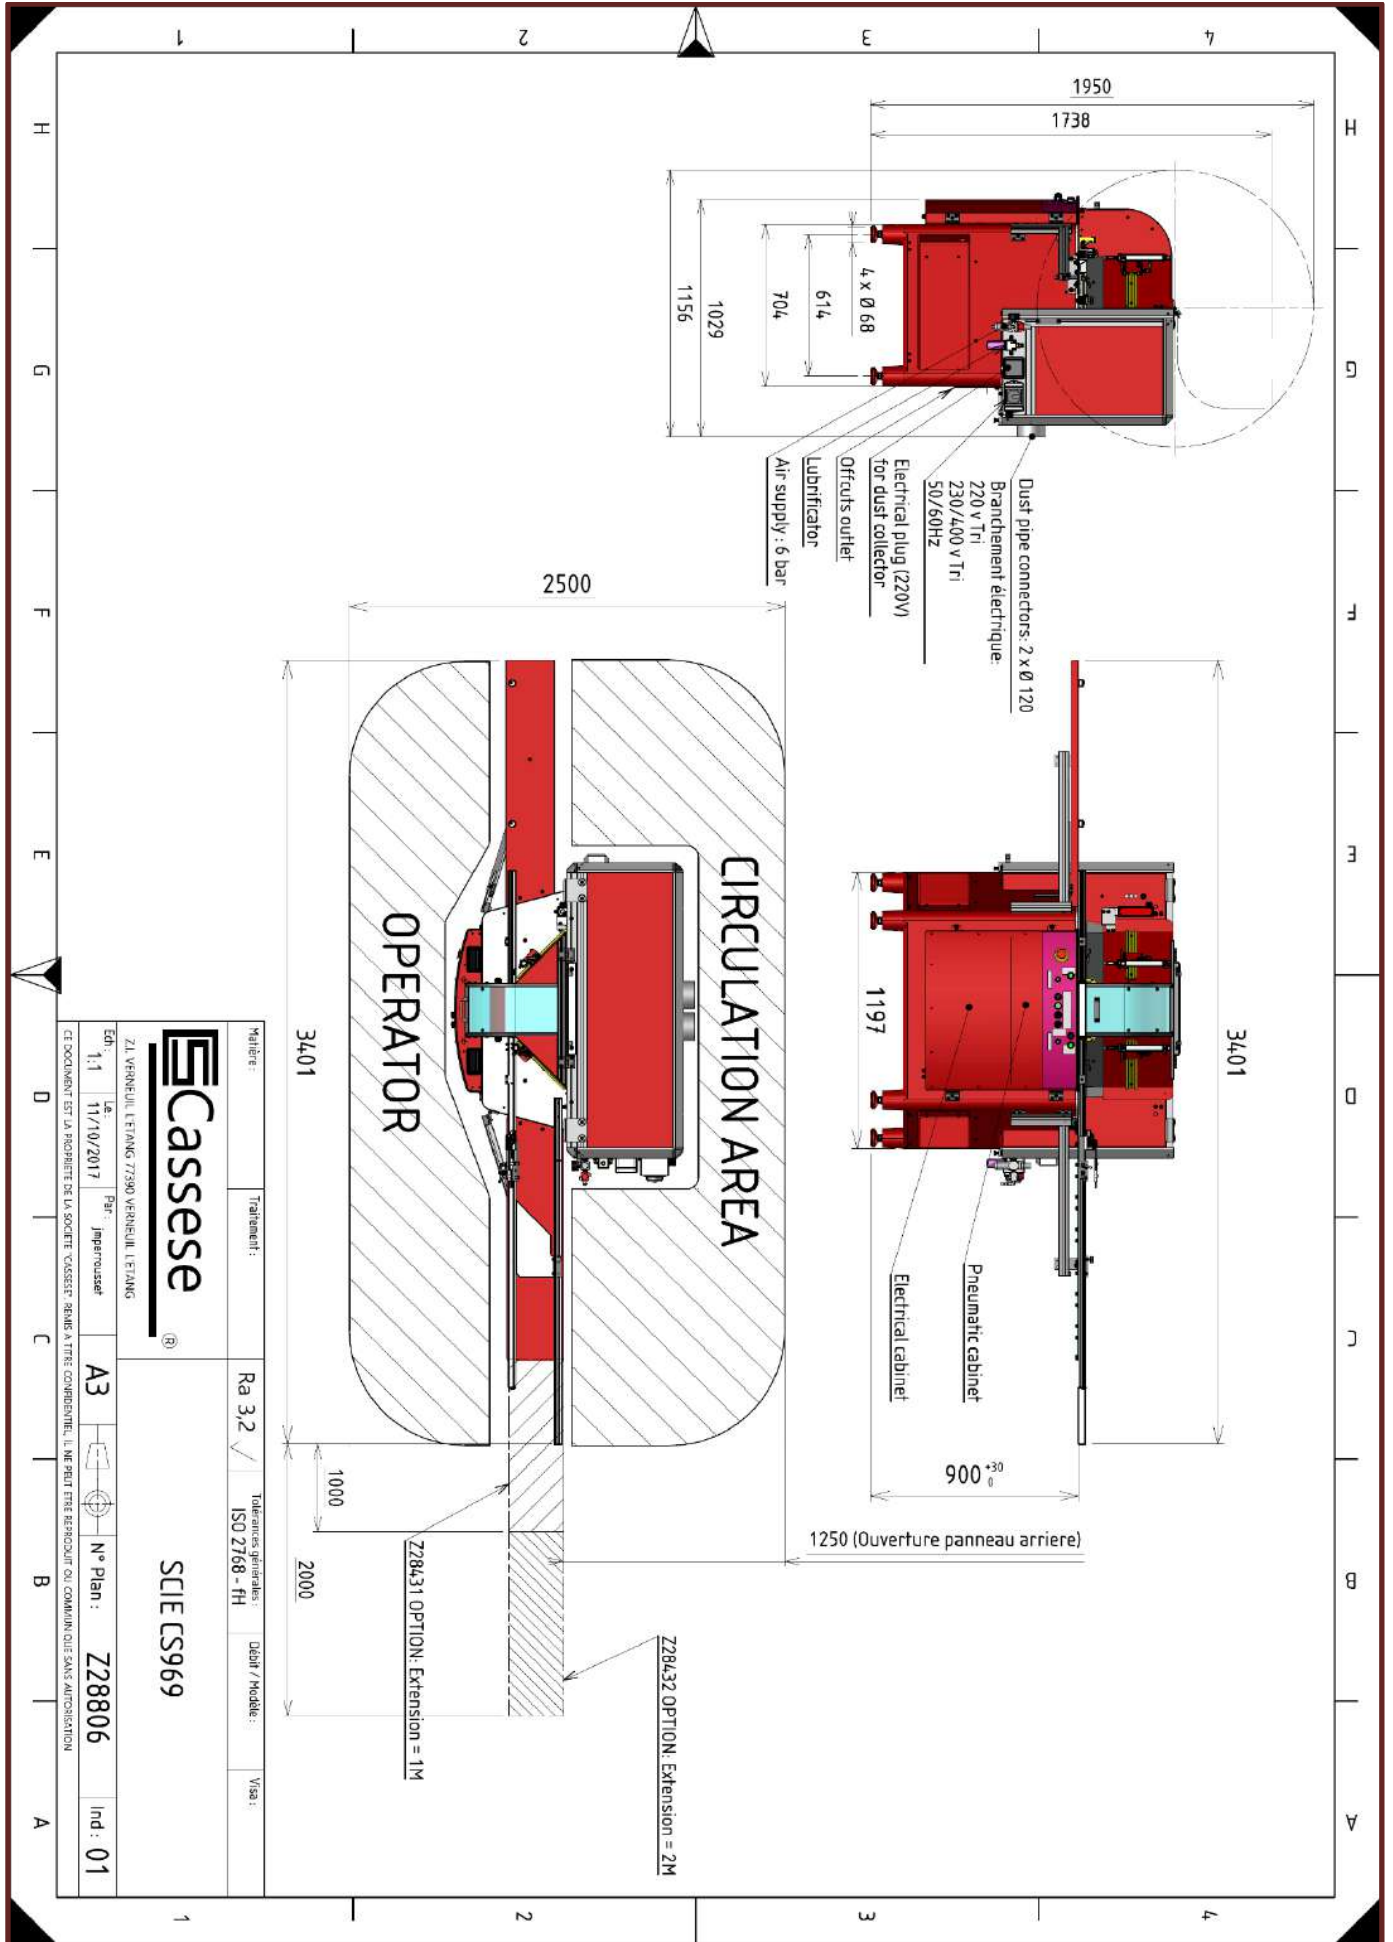 1
2
3
4
H
G
F
E
D
C
B
A
1950
1738
1156
1029
704
614
4 x Ø 68
Dust pipe connectors: 2 x Ø 120
Branchement électrique:
220 v Tri
230/400 v Tri
50/60Hz
Electrical plug (220V)
for dust collector
Offcuts outlet
Lubrificator
Air supply : 6 bar
3401
1197
Pneumatic cabinet
Electrical cabinet
900 +30
0
1250 (Ouverture panneau arriere)
2500
CIRCULATION AREA
OPERATOR
3401
1000
2000
Z28432 OPTION: Extension = 2M
Z28431 OPTION: Extension = 1M
Matière :
Traitement :
Ra 3,2
Tolérances générales :
ISO 2768 - fH
Débit / Modèle :
Visa :
Cassese ®
Z.I. VERNEUIL L'ETANG 77390 VERNEUIL L'ETANG
SCIE CS969
Ech : 1:1
Le : 11/10/2017
Par : jmperrousset
A3
N° Plan : Z28806
Ind : 01
CE DOCUMENT EST LA PROPRIETE DE LA SOCIETE "CASSESE". REMIS A TITRE CONFIDENTIEL, IL NE PEUT ETRE REPRODUIT OU COMMUNIQUE SANS AUTORISATION
H
G
F
E
D
C
B
A
1
2
3
4